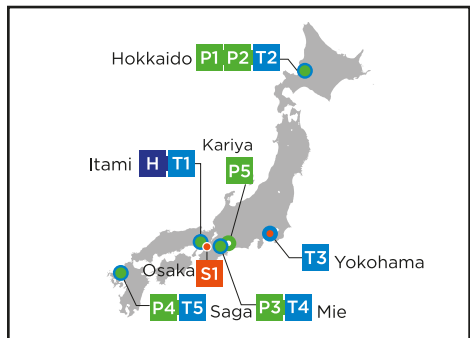 Hokkaido P1 P2 T2
Kariya
Itami H T1
P5
T3 Yokohama
Osaka S1
P4 T5 Saga P3 T4 Mie